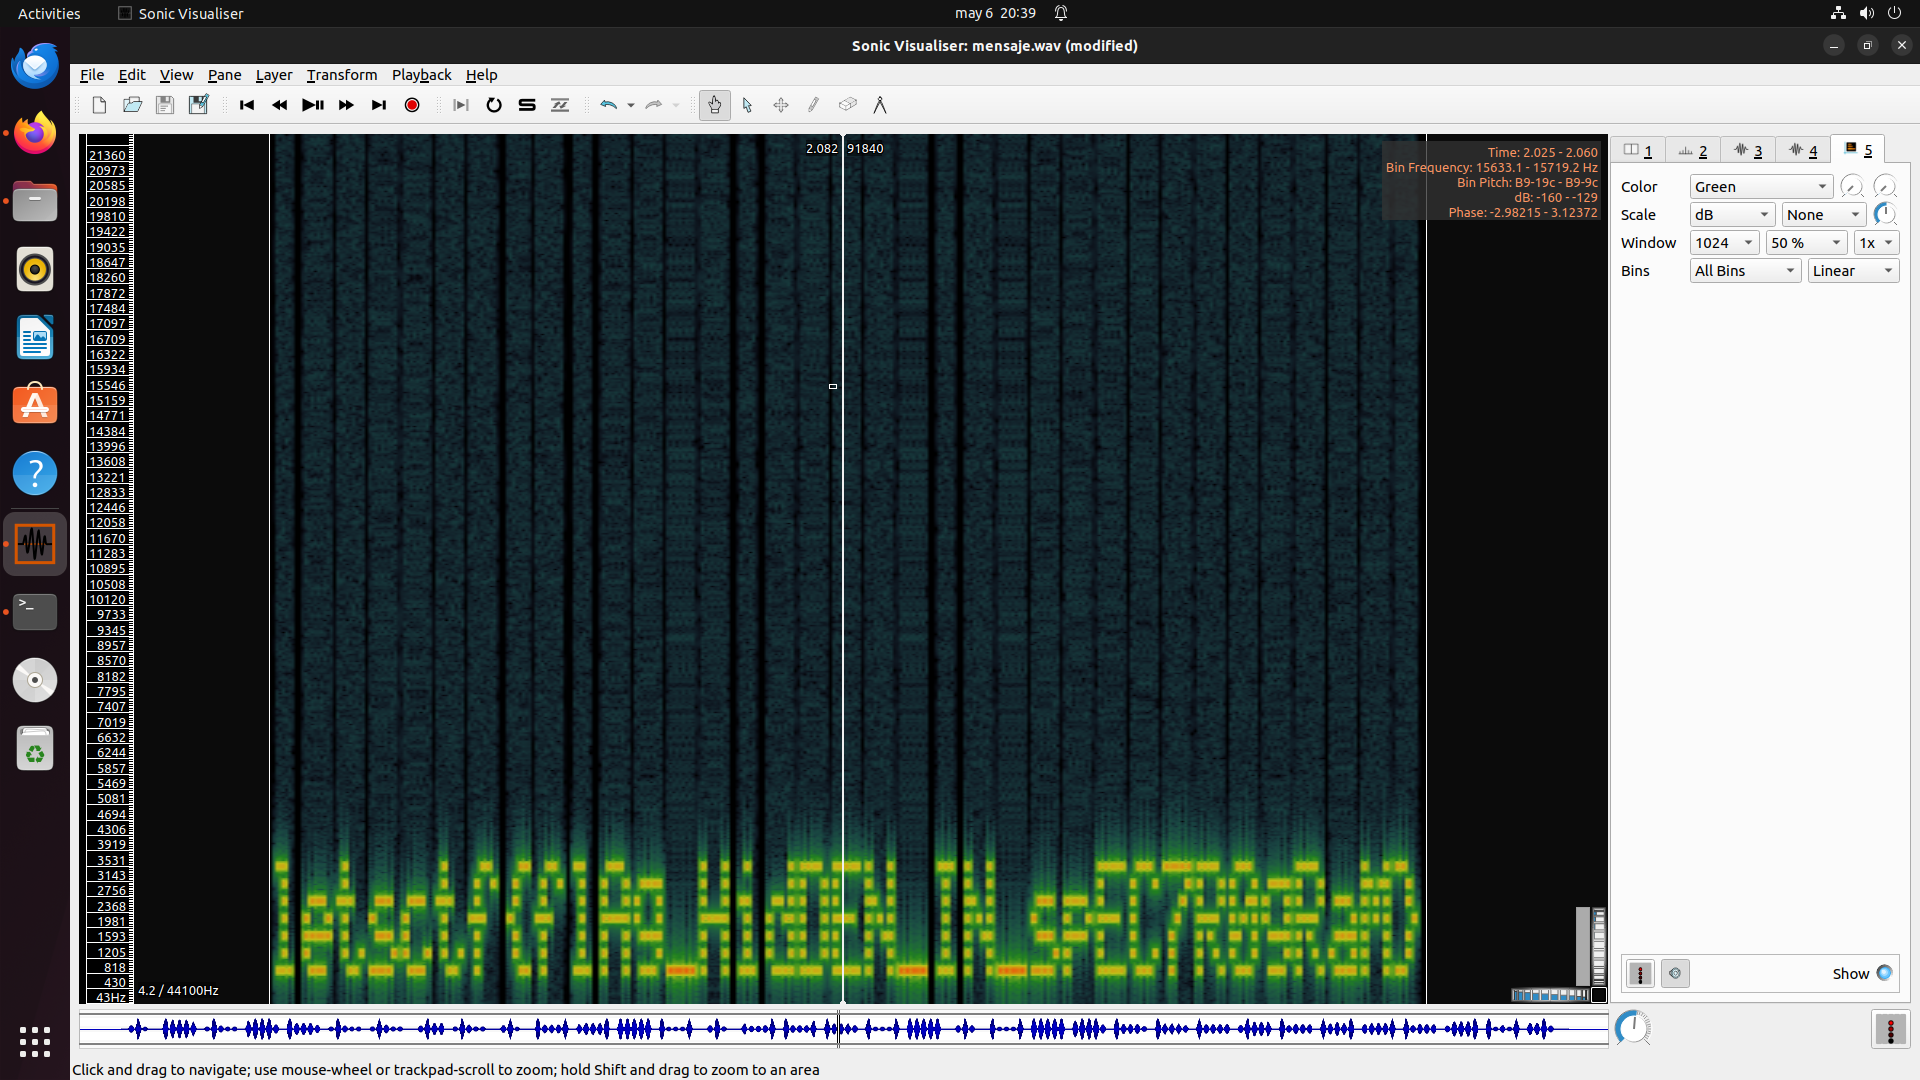 Activities
Sonic Visualiser
may 6 20:39
Sonic Visualiser: mensaje.wav (modified)
File Edit View Pane Layer Transform Playback Help
2.082 91840
Time: 2.025 - 2.060
Bin Frequency: 15633.1 - 15719.2 Hz
Bin Pitch: B9-19c - B9-9c
dB: -160 - -129
Phase: -2.98215 - 3.12372
1 2 3 4 5
Color Green
Scale dB None
Window 1024 50 % 1x
Bins All Bins Linear
21360
20973
20585
20198
19810
19422
19035
18647
18260
17872
17484
17097
16709
16322
15934
15546
15159
14771
14384
13996
13608
13221
12833
12446
12058
11670
11283
10895
10508
10120
9733
9345
8957
8570
8182
7795
7407
7019
6632
6244
5857
5469
5081
4694
4306
3919
3531
3143
2756
2368
1981
1593
1205
818
430
43Hz
4.2 / 44100Hz
Show
Click and drag to navigate; use mouse-wheel or trackpad-scroll to zoom; hold Shift and drag to zoom to an area